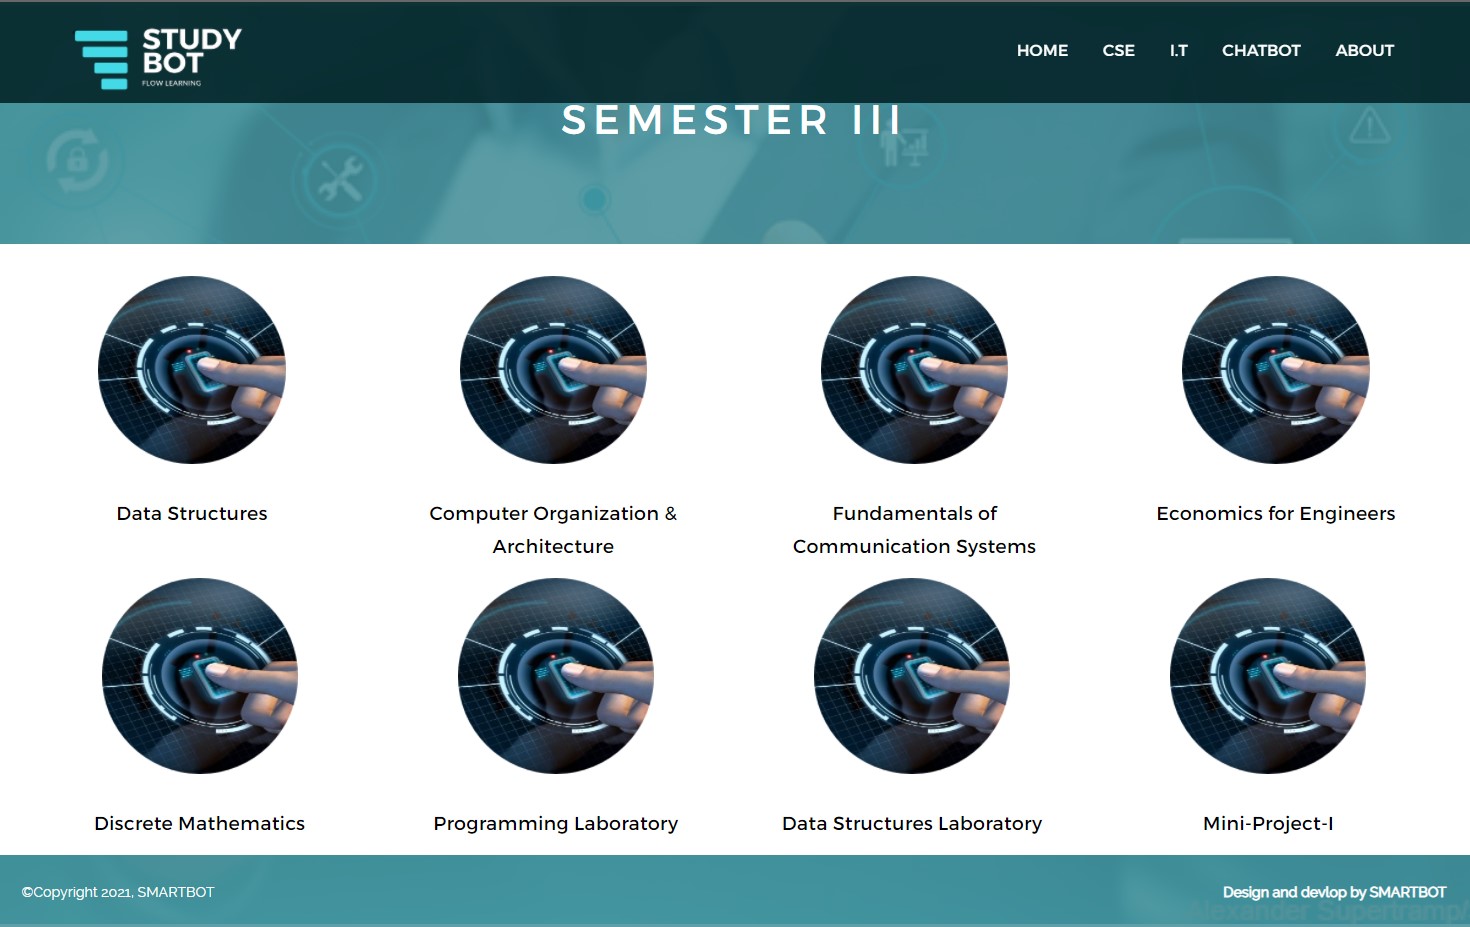 STUDY
BOT
FLOW LEARNING
HOME CSE I.T CHATBOT ABOUT
SEMESTER III
Data Structures
Computer Organization &
Architecture
Fundamentals of
Communication Systems
Economics for Engineers
Discrete Mathematics
Programming Laboratory
Data Structures Laboratory
Mini-Project-I
©Copyright 2021, SMARTBOT
Design and devlop by SMARTBOT
Alexander Supertramp/